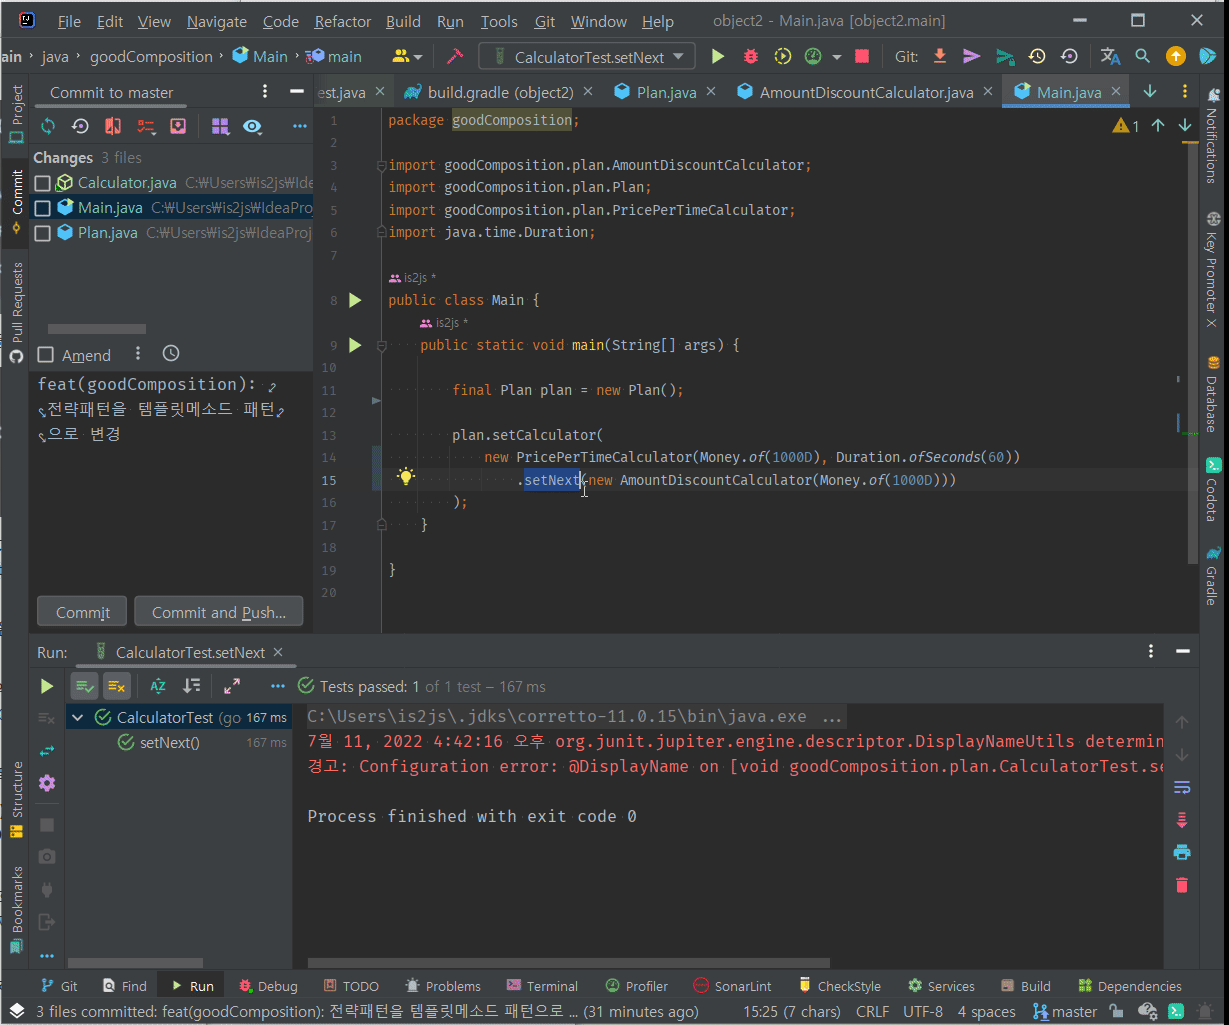 File Edit View Navigate Code Refactor Build Run Tools Git Window Help object2 - Main.java [object2.main]
ain java goodComposition Main main CalculatorTest.setNext Git:
Commit to master
est.java build.gradle (object2) Plan.java AmountDiscountCalculator.java Main.java
Changes 3 files
Calculator.java C:₩Users₩is2js₩Ide
Main.java C:₩Users₩is2js₩IdeaPro
Plan.java C:₩Users₩is2js₩IdeaProj
Amend
feat(goodComposition):
전략패턴을 템플릿메소드 패턴
으로 변경
Commit Commit and Push...
1 package goodComposition;
1
2
3 import goodComposition.plan.AmountDiscountCalculator;
4 import goodComposition.plan.Plan;
5 import goodComposition.plan.PricePerTimeCalculator;
6 import java.time.Duration;
7
is2js *
8 public class Main {
is2js *
9 public static void main(String[] args) {
10
11 final Plan plan = new Plan();
12
13 plan.setCalculator(
14 new PricePerTimeCalculator(Money.of(1000D), Duration.ofSeconds(60))
15 .setNext(new AmountDiscountCalculator(Money.of(1000D)))
16 );
17 }
18
19 }
20
Project
Commit
Pull Requests
Structure
Bookmarks
Notifications
Key Promoter X
Database
Codota
Gradle
Run: CalculatorTest.setNext
Tests passed: 1 of 1 test – 167 ms
CalculatorTest (go 167 ms
setNext() 167 ms
C:\Users\is2js\.jdks\corretto-11.0.15\bin\java.exe ...
7월 11, 2022 4:42:16 오후 org.junit.jupiter.engine.descriptor.DisplayNameUtils determin
경고: Configuration error: @DisplayName on [void goodComposition.plan.CalculatorTest.se
Process finished with exit code 0
Git Find Run Debug TODO Problems Terminal Profiler SonarLint CheckStyle Services Build Dependencies
3 files committed: feat(goodComposition): 전략패턴을 템플릿메소드 패턴으로 ... (31 minutes ago) 15:25 (7 chars) CRLF UTF-8 4 spaces master